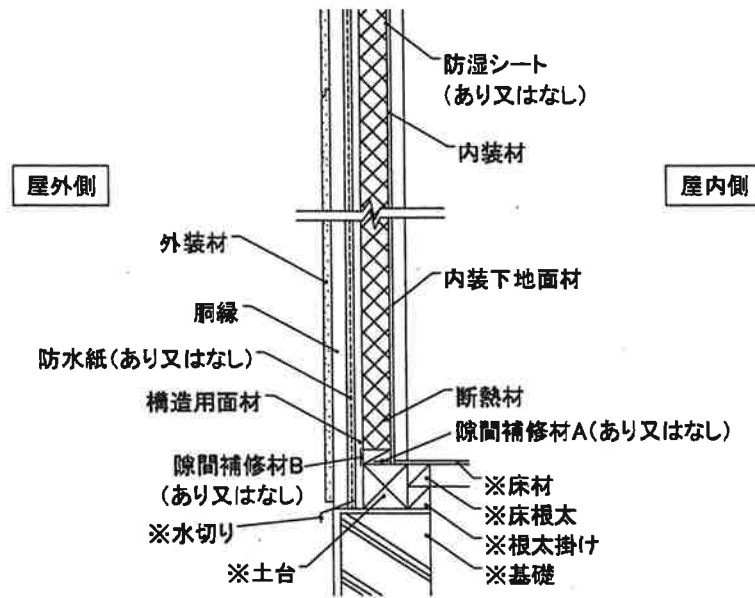 防湿シート
(あり又はなし)
内装材
屋外側
屋内側
外装材
内装下地面材
胴縁
防水紙(あり又はなし)
構造用面材
断熱材
隙間補修材A(あり又はなし)
隙間補修材B
(あり又はなし)
※床材
※水切り
※床根太
※根太掛け
※土台
※基礎